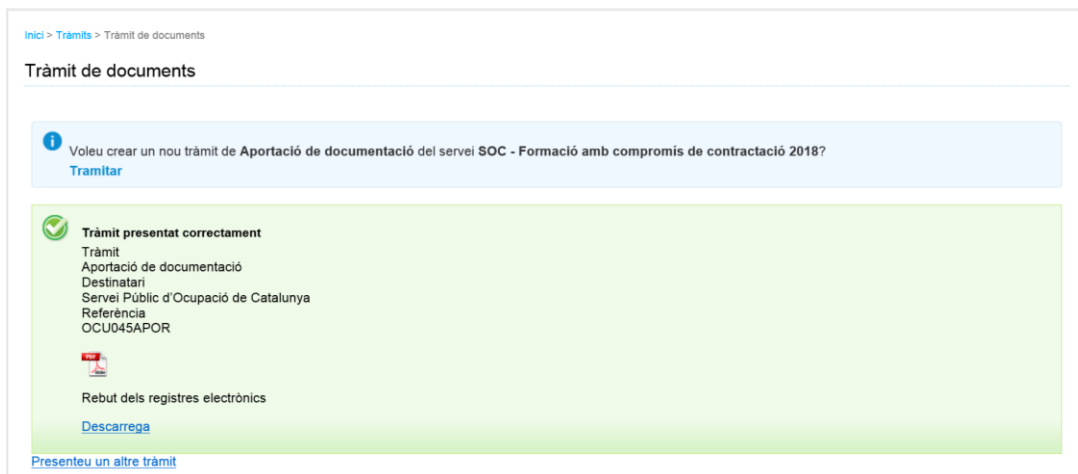 Inici > Tràmits > Tràmit de documents
Tràmit de documents
Voleu crear un nou tràmit de Aportació de documentació del servei SOC - Formació amb compromís de contractació 2018?
Tramitar
Tràmit presentat correctament
Tràmit
Aportació de documentació
Destinatari
Servei Públic d'Ocupació de Catalunya
Referència
OCU045APOR
PDF
Rebut dels registres electrònics
Descarrega
Presenteu un altre tràmit